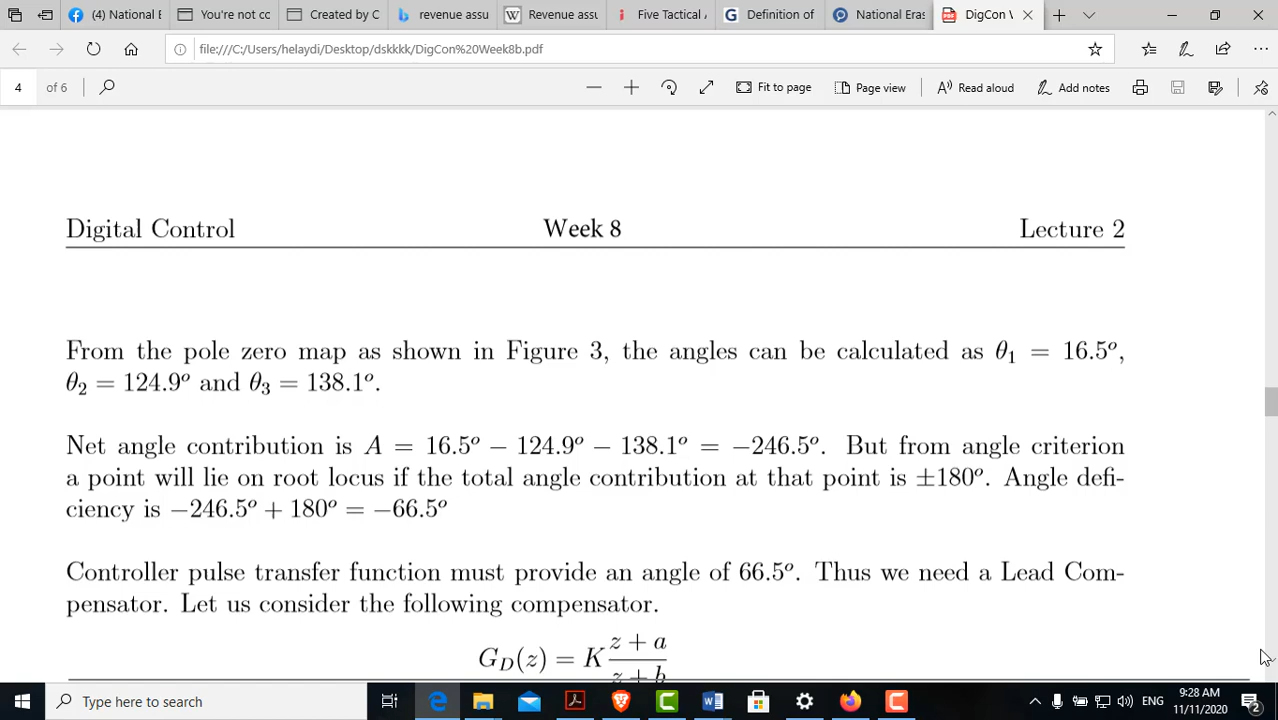 (4) National E
You're not co
Created by C
revenue assu
Revenue assu
Five Tactical A
Definition of
National Eras
DigCon W
file:///C:/Users/helaydi/Desktop/dskkkk/DigCon%20Week8b.pdf
4 of 6
Fit to page
Page view
Read aloud
Add notes
Digital Control Week 8 Lecture 2
From the pole zero map as shown in Figure 3, the angles can be calculated as θ₁ = 16.5°,
θ₂ = 124.9° and θ₃ = 138.1°.
Net angle contribution is A = 16.5° − 124.9° − 138.1° = −246.5°. But from angle criterion
a point will lie on root locus if the total angle contribution at that point is ±180°. Angle defi-
ciency is −246.5° + 180° = −66.5°
Controller pulse transfer function must provide an angle of 66.5°. Thus we need a Lead Com-
pensator. Let us consider the following compensator.
G_D(z) = K (z + a)/(z + b)
Type here to search
ENG
9:28 AM
11/11/2020
2